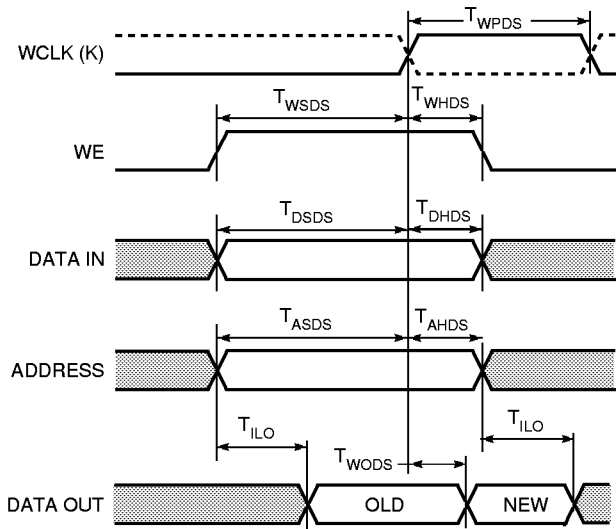 T_WPDS
WCLK (K)
T_WSDS T_WHDS
WE
T_DSDS T_DHDS
DATA IN
T_ASDS T_AHDS
ADDRESS
T_ILO T_ILO
T_WODS
DATA OUT OLD NEW